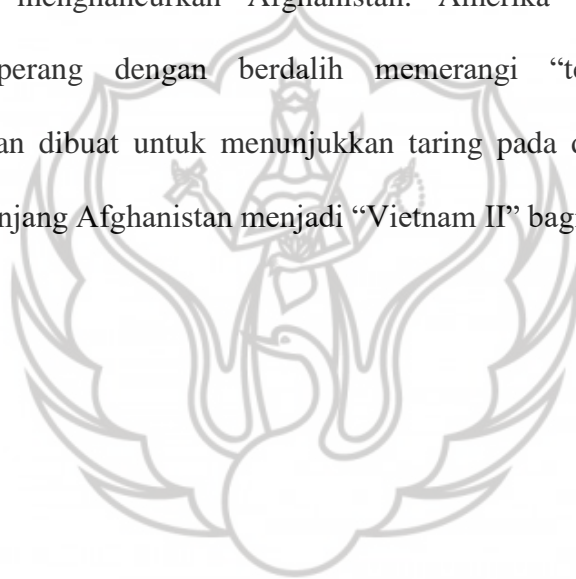 menghancurkan Afghanistan. Amerika
perang dengan berdalih memerangi “te
an dibuat untuk menunjukkan taring pada
njang Afghanistan menjadi “Vietnam II” bagi